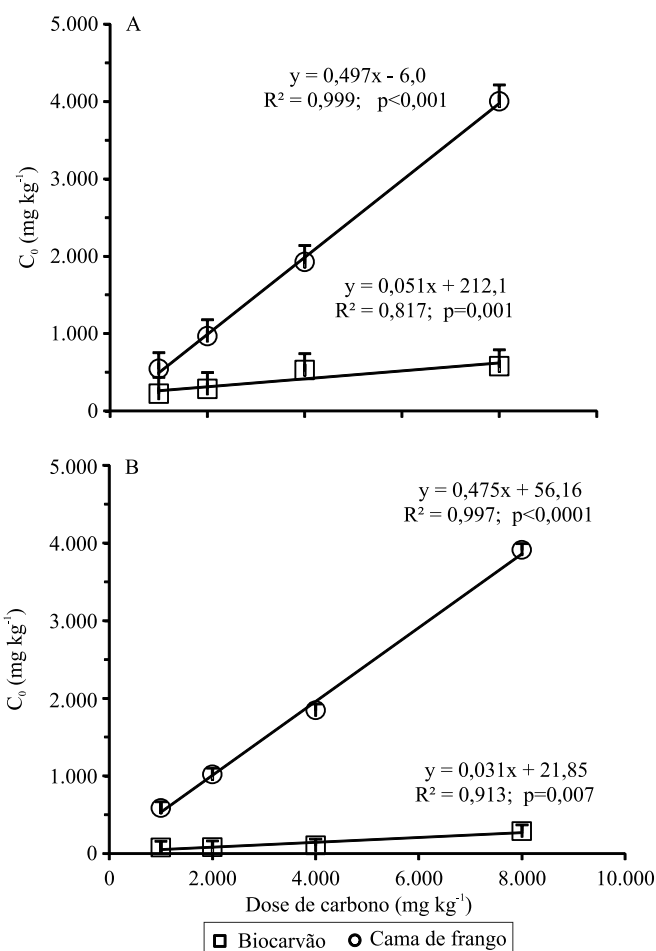 A
5.000
4.000
3.000
2.000
1.000
0
C₀ (mg kg⁻¹)
y = 0,497x - 6,0
R² = 0,999; p<0,001
y = 0,051x + 212,1
R² = 0,817; p=0,001
B
5.000
4.000
3.000
2.000
1.000
0
C₀ (mg kg⁻¹)
y = 0,475x + 56,16
R² = 0,997; p<0,0001
y = 0,031x + 21,85
R² = 0,913; p=0,007
0 2.000 4.000 6.000 8.000 10.000
Dose de carbono (mg kg⁻¹)
Biocarvão Cama de frango